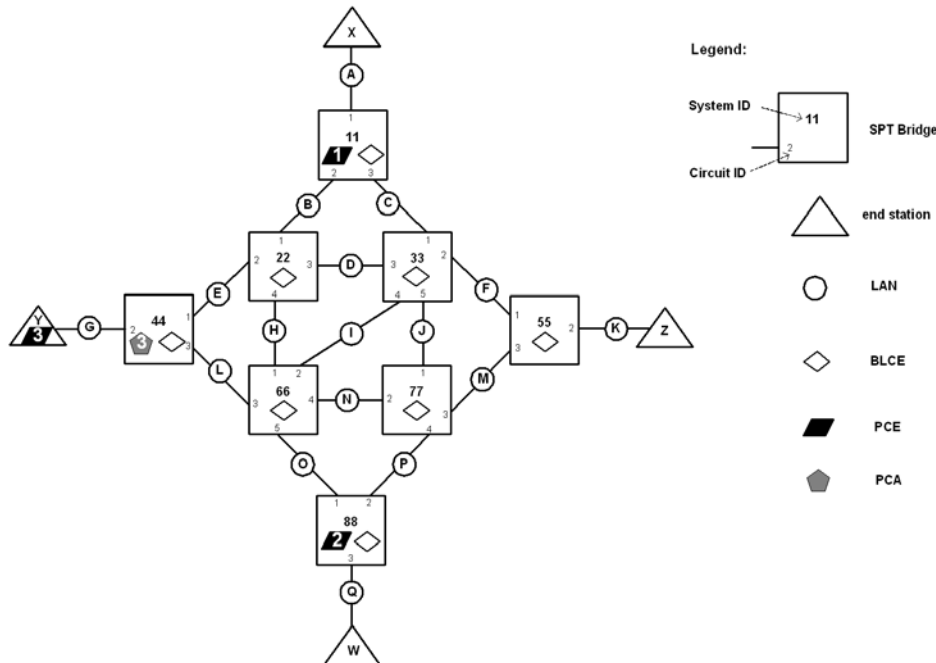 X
A
1
11
1
2 3
B C
1
22
2 3
4
D
1
33
2
3
4 5
E
F
Y
3
G
44
1
2
3
3
H
I
J
1
55
2
3
K
Z
L
M
1 2
66
3 4
5
N
1
77
2
3
4
O P
1 2
88
2
3
Q
W
Legend:
System ID
11
SPT Bridge
2
Circuit ID
end station
LAN
BLCE
PCE
PCA